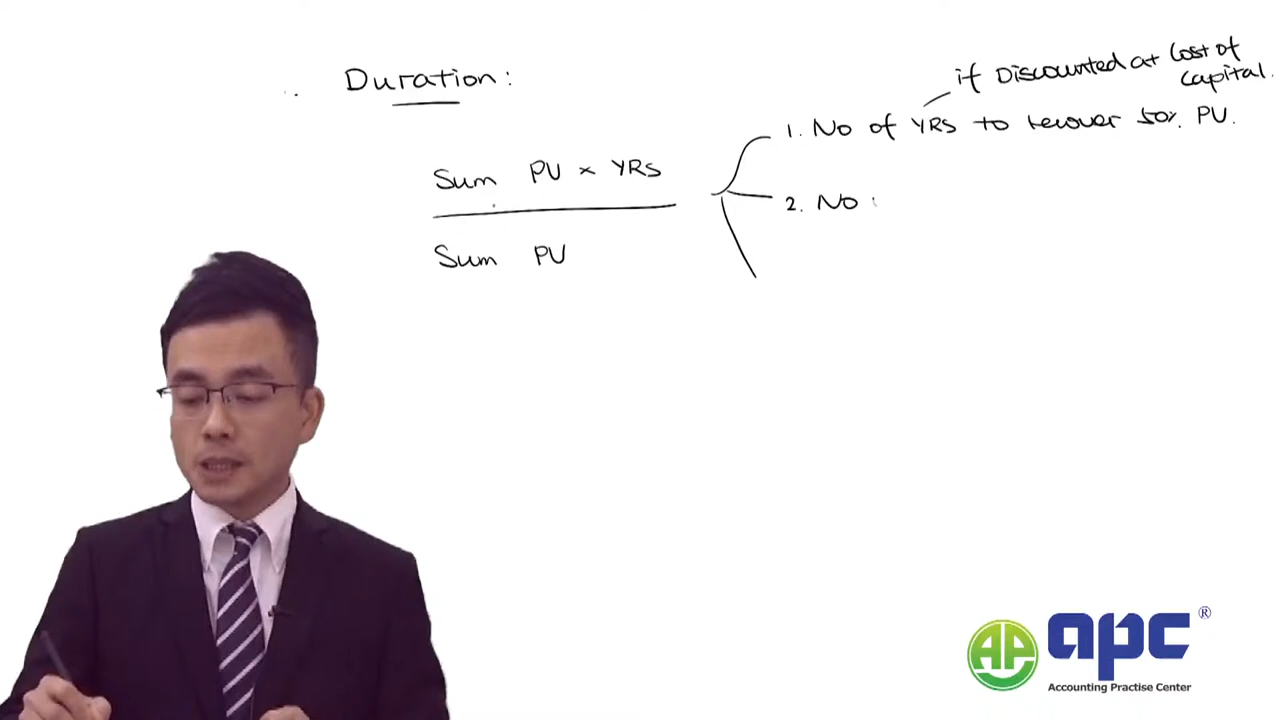 Duration:
if Discounted at Cost of
capital.
1. No of YRS to recover 50% PV.
Sum PV × YRS
2. No
Sum PV
AP
apc®
Accounting Practise Center